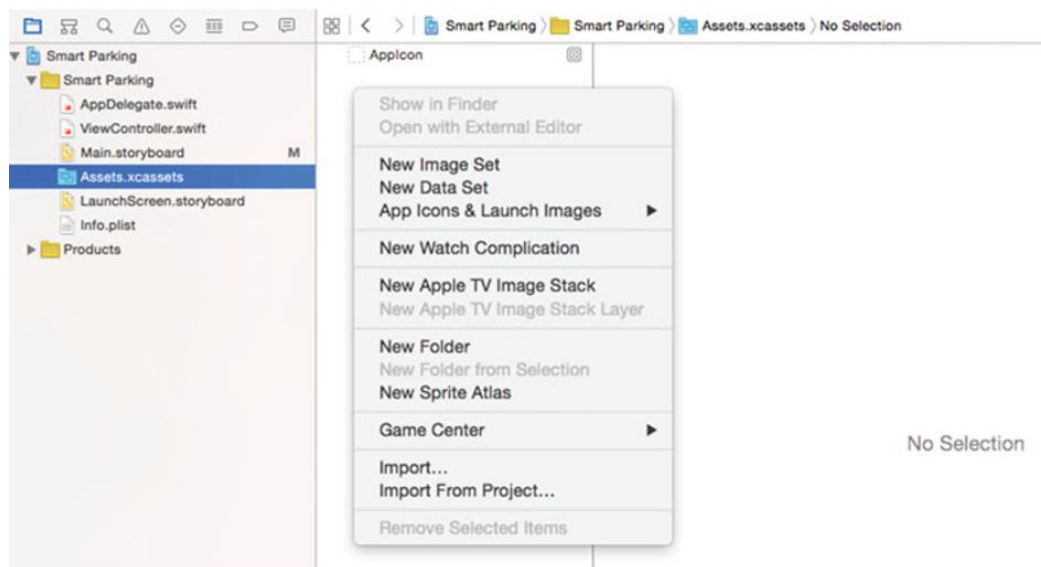 Smart Parking > Smart Parking > Assets.xcassets > No Selection
Smart Parking
Smart Parking
AppDelegate.swift
ViewController.swift
Main.storyboard M
Assets.xcassets
LaunchScreen.storyboard
Info.plist
Products
AppIcon
Show in Finder
Open with External Editor
New Image Set
New Data Set
App Icons & Launch Images
New Watch Complication
New Apple TV Image Stack
New Apple TV Image Stack Layer
New Folder
New Folder from Selection
New Sprite Atlas
Game Center
Import...
Import From Project...
Remove Selected Items
No Selection